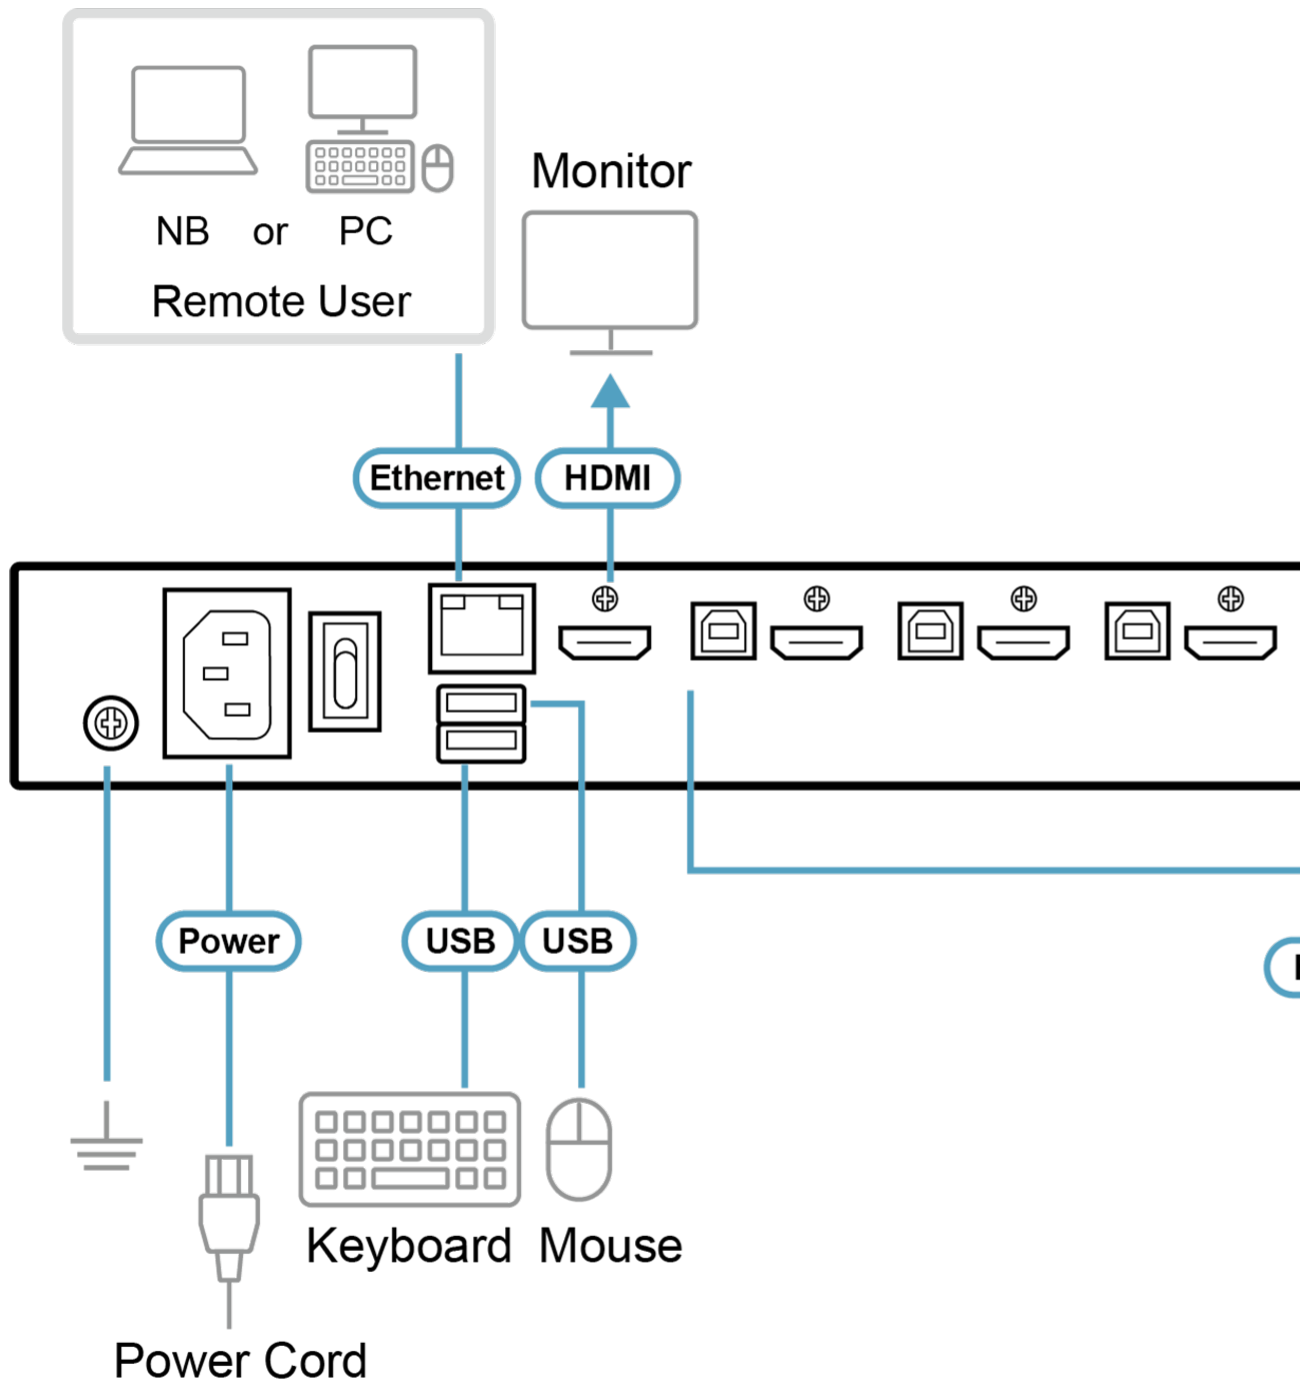 NB or PC
Remote User
Monitor
Ethernet
HDMI
Power
USB
USB
Keyboard
Mouse
Power Cord